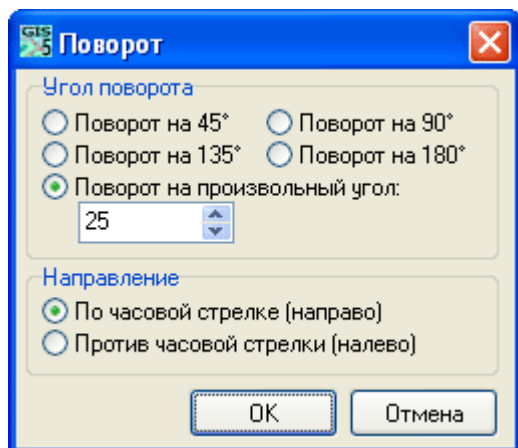 GIS 5 Поворот
Угол поворота
Поворот на 45° Поворот на 90°
Поворот на 135° Поворот на 180°
Поворот на произвольный угол:
25
Направление
По часовой стрелке (направо)
Против часовой стрелки (налево)
OK Отмена